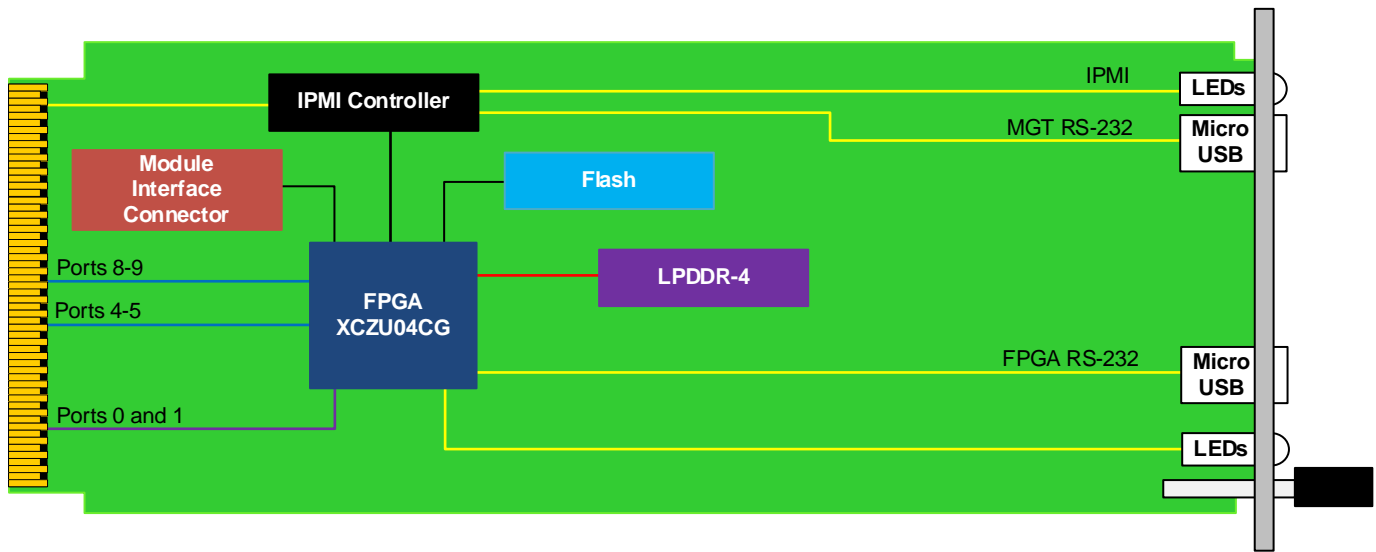 IPMI
LEDs
IPMI Controller
MGT RS-232
Micro
USB
Module
Interface
Connector
Flash
Ports 8-9
LPDDR-4
Ports 4-5
FPGA
XCZU04CG
FPGA RS-232
Micro
USB
Ports 0 and 1
LEDs